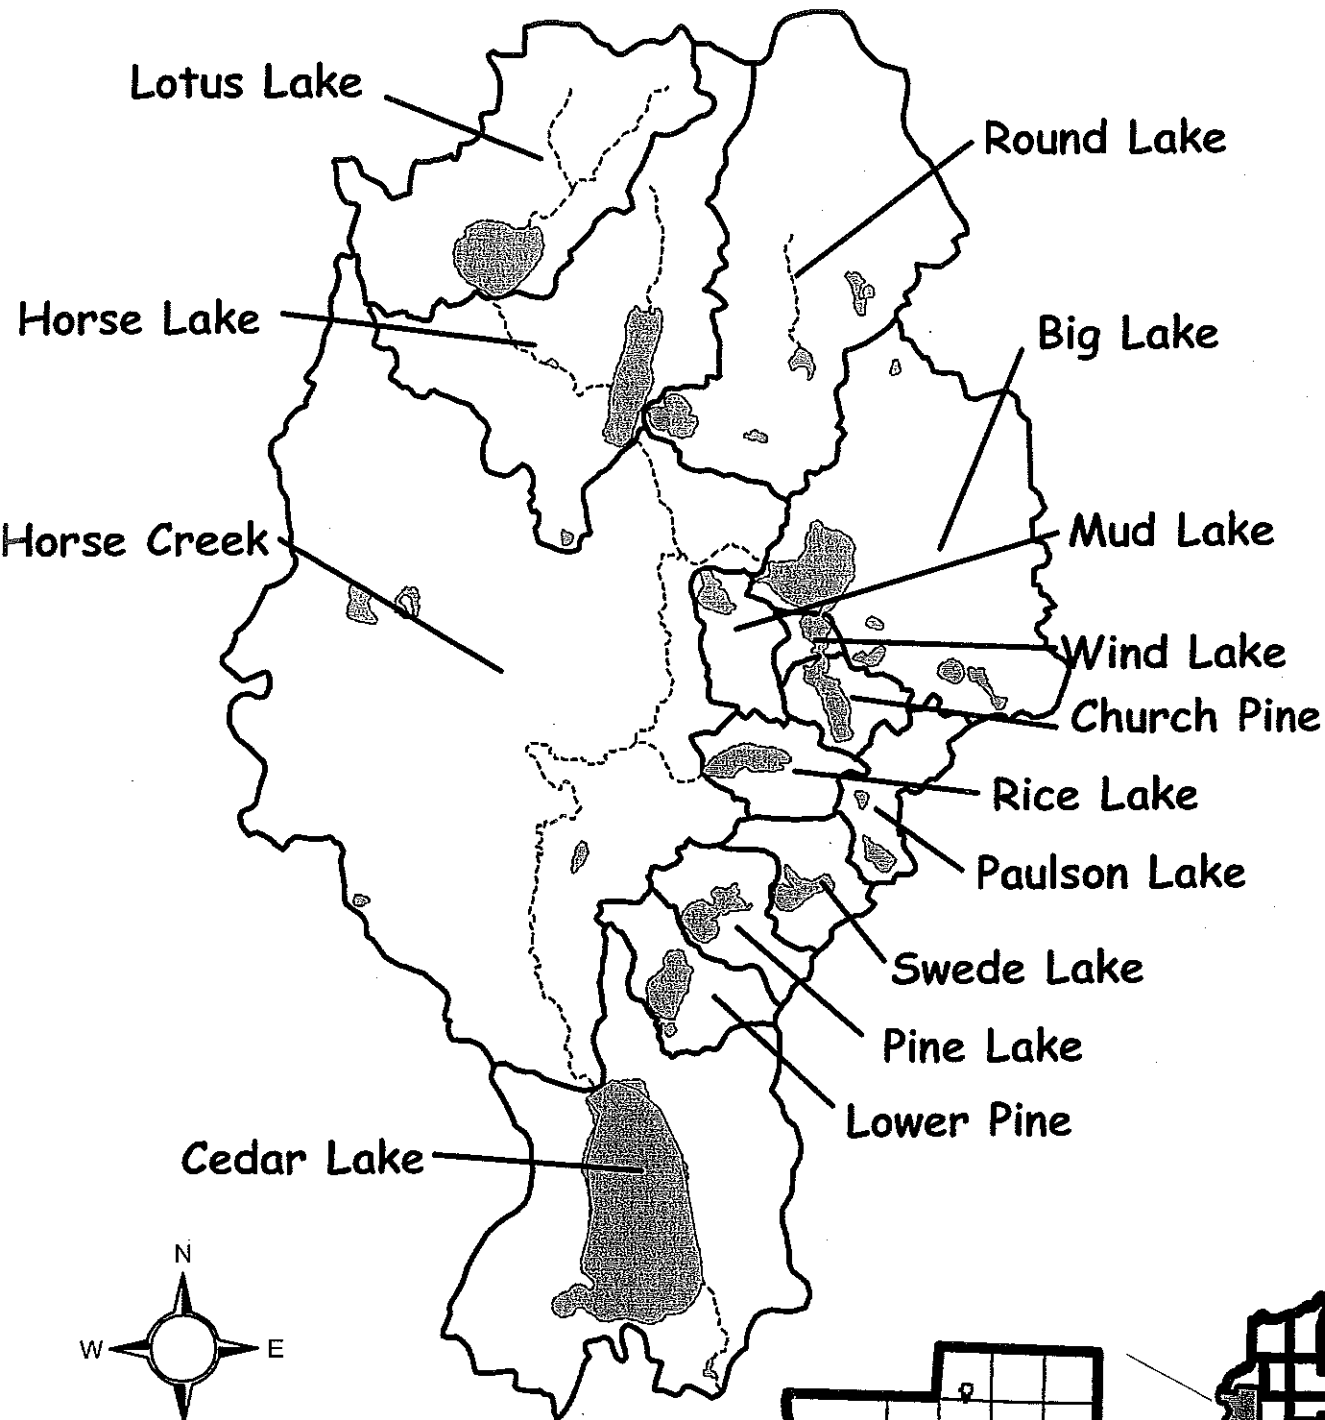 Lotus Lake
Round Lake
Horse Lake
Big Lake
Mud Lake
Horse Creek
Wind Lake
Church Pine
Rice Lake
Paulson Lake
Swede Lake
Pine Lake
Lower Pine
Cedar Lake
N
W E